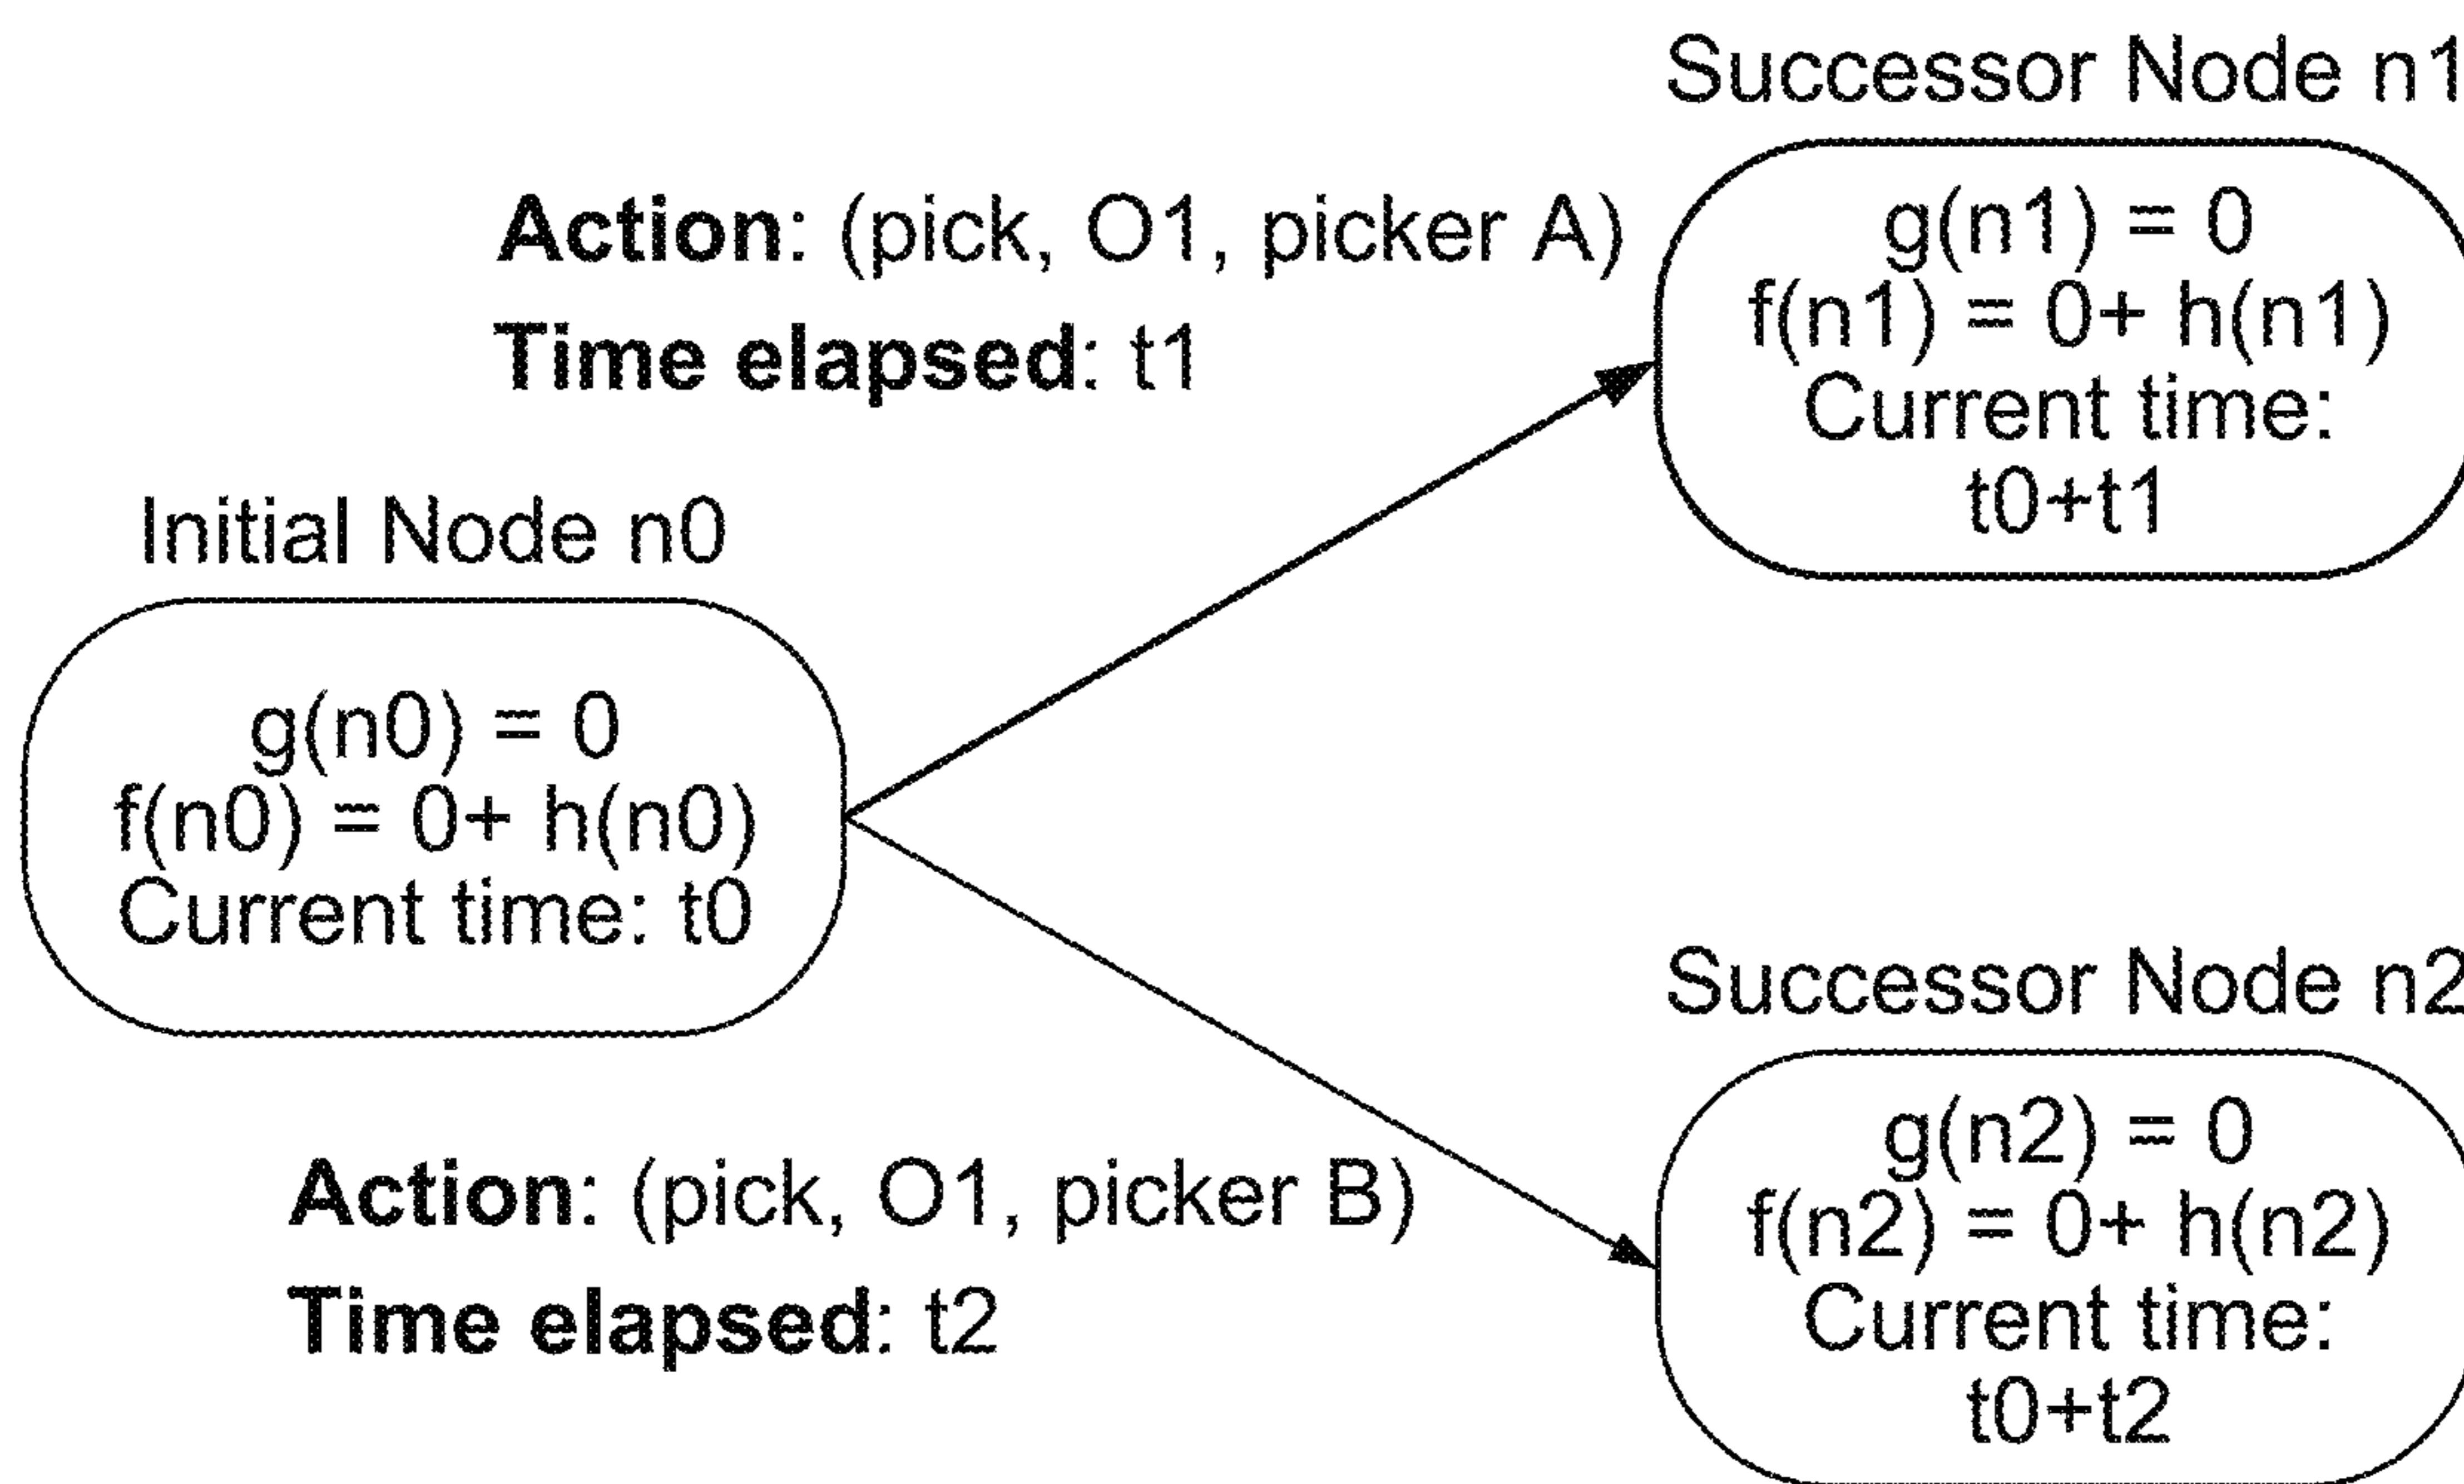 Successor Node n1
Action: (pick, O1, picker A)
Time elapsed: t1
g(n1) = 0
f(n1) = 0+ h(n1)
Current time:
t0+t1
Initial Node n0
g(n0) = 0
f(n0) = 0+ h(n0)
Current time: t0
Successor Node n2
Action: (pick, O1, picker B)
Time elapsed: t2
g(n2) = 0
f(n2) = 0+ h(n2)
Current time:
t0+t2